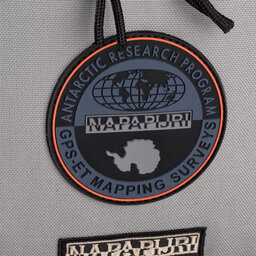 ANTARCTIC RESEARCH PROGRAM
NAPAPIJRI
GPS-ET MAPPING SURVEYS
NAPAPIJRI